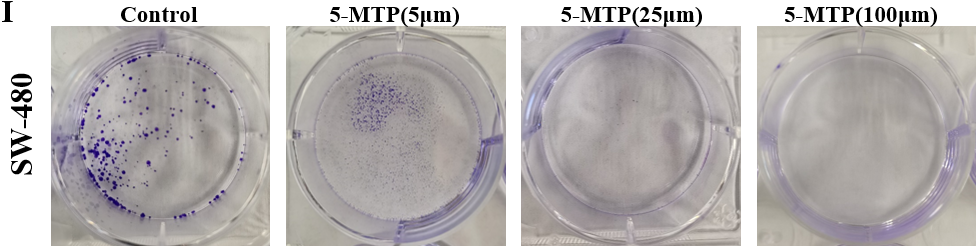 I
Control 5-MTP(5μm) 5-MTP(25μm) 5-MTP(100μm)
SW-480